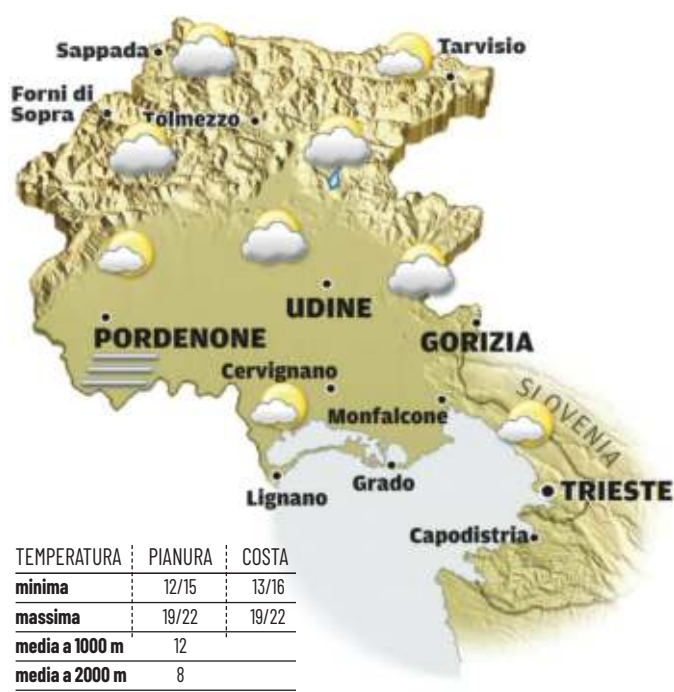 Sappada
Tarvisio
Forni di
Sopra
Tolmezzo
UDINE
PORDENONE
GORIZIA
Cervignano
SLOVENIA
Monfalcone
Grado
Lignano
TRIESTE
Capodistria
TEMPERATURA PIANURA COSTA
minima 12/15 13/16
massima 19/22 19/22
media a 1000 m 12
media a 2000 m 8